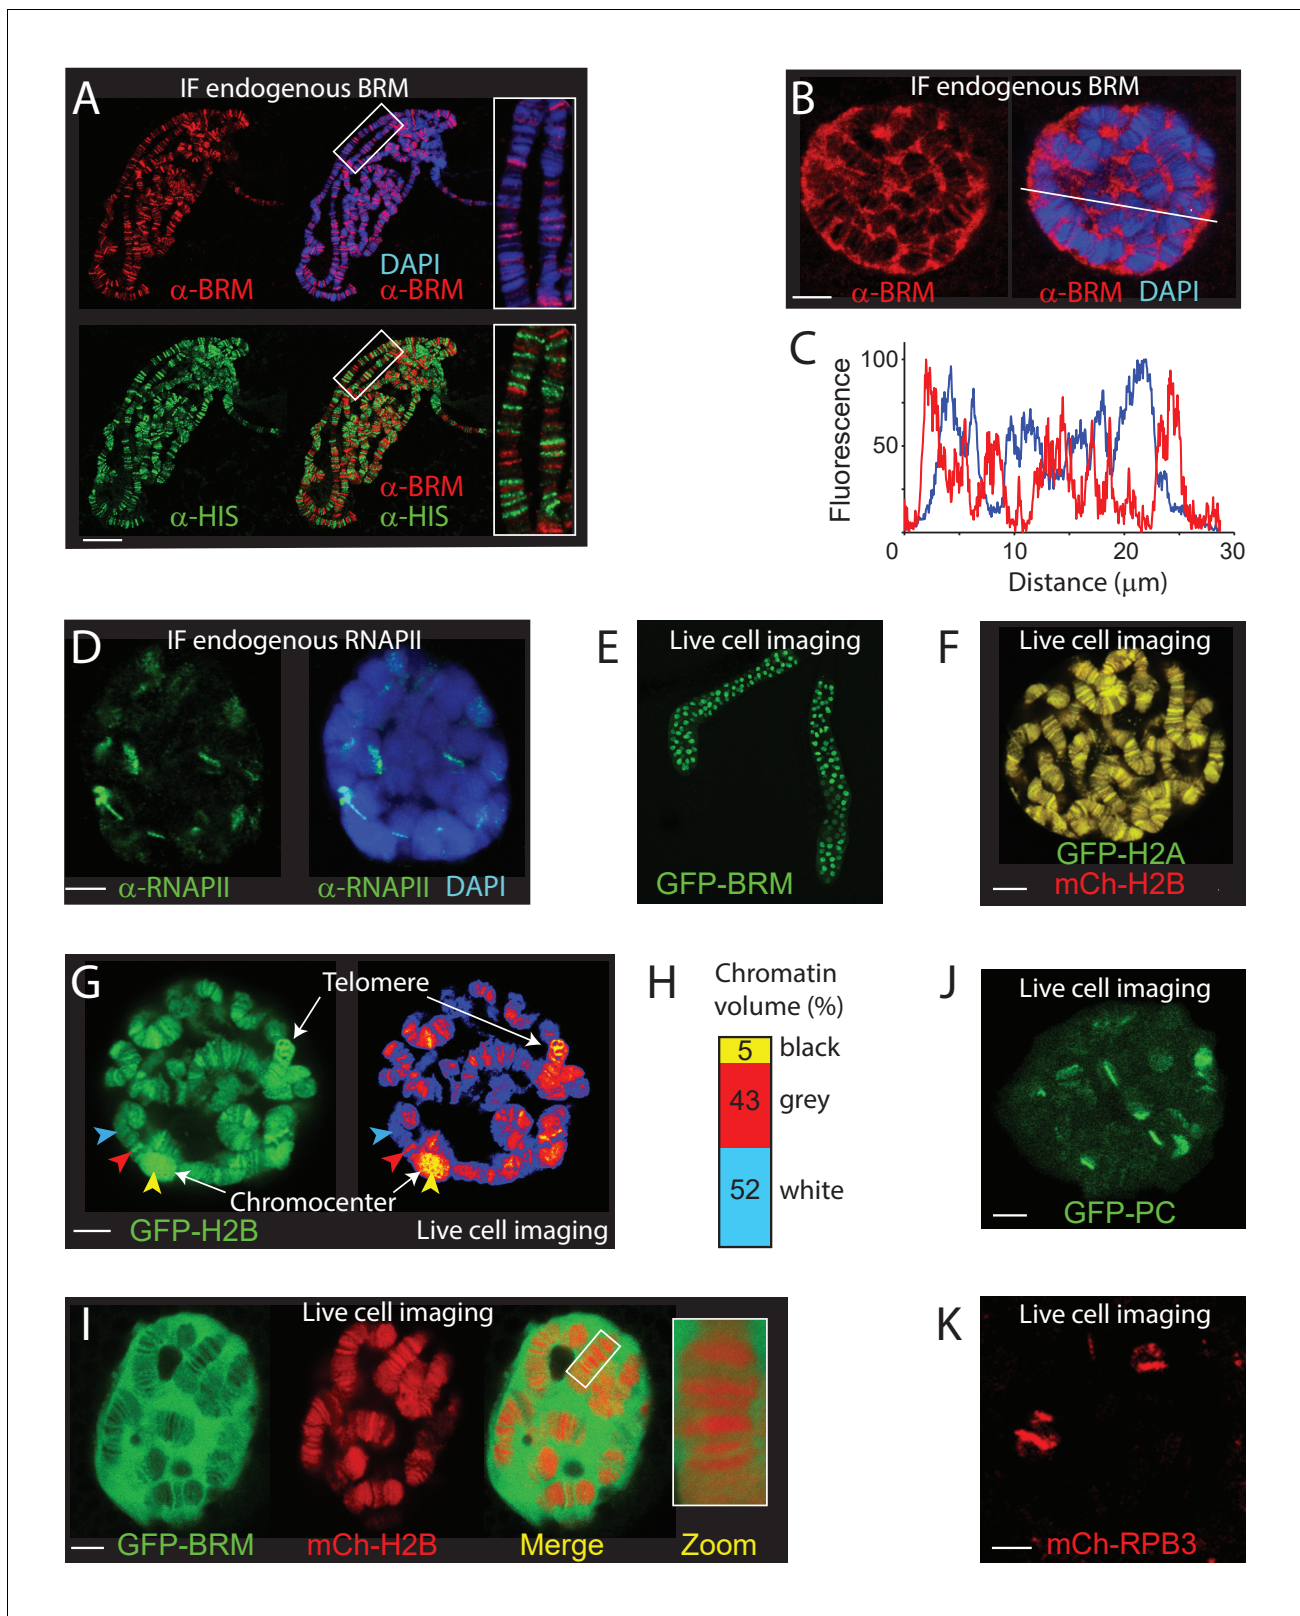 A
IF endogenous BRM
α-BRM
DAPI
α-BRM
α-HIS
α-BRM
α-HIS
B
IF endogenous BRM
α-BRM
α-BRM DAPI
C
Fluorescence
100
50
0
10
20
30
Distance (μm)
D
IF endogenous RNAPII
α-RNAPII
α-RNAPII DAPI
E
Live cell imaging
GFP-BRM
F
Live cell imaging
GFP-H2A
mCh-H2B
G
Telomere
Chromocenter
GFP-H2B
Live cell imaging
H
Chromatin
volume (%)
5 black
43 grey
52 white
J
Live cell imaging
GFP-PC
I
Live cell imaging
GFP-BRM
mCh-H2B
Merge
Zoom
K
Live cell imaging
mCh-RPB3